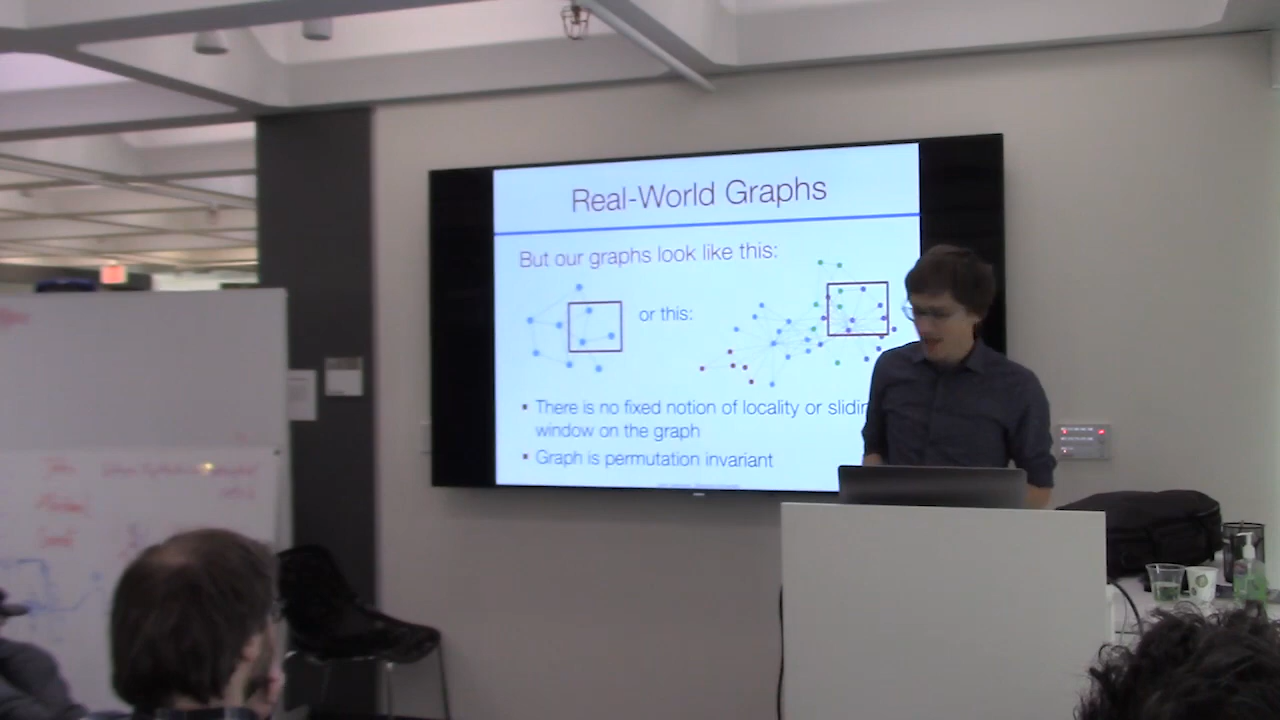 Real-World Graphs
But our graphs look like this:
or this:
There is no fixed notion of locality or slidin
window on the graph
Graph is permutation invariant